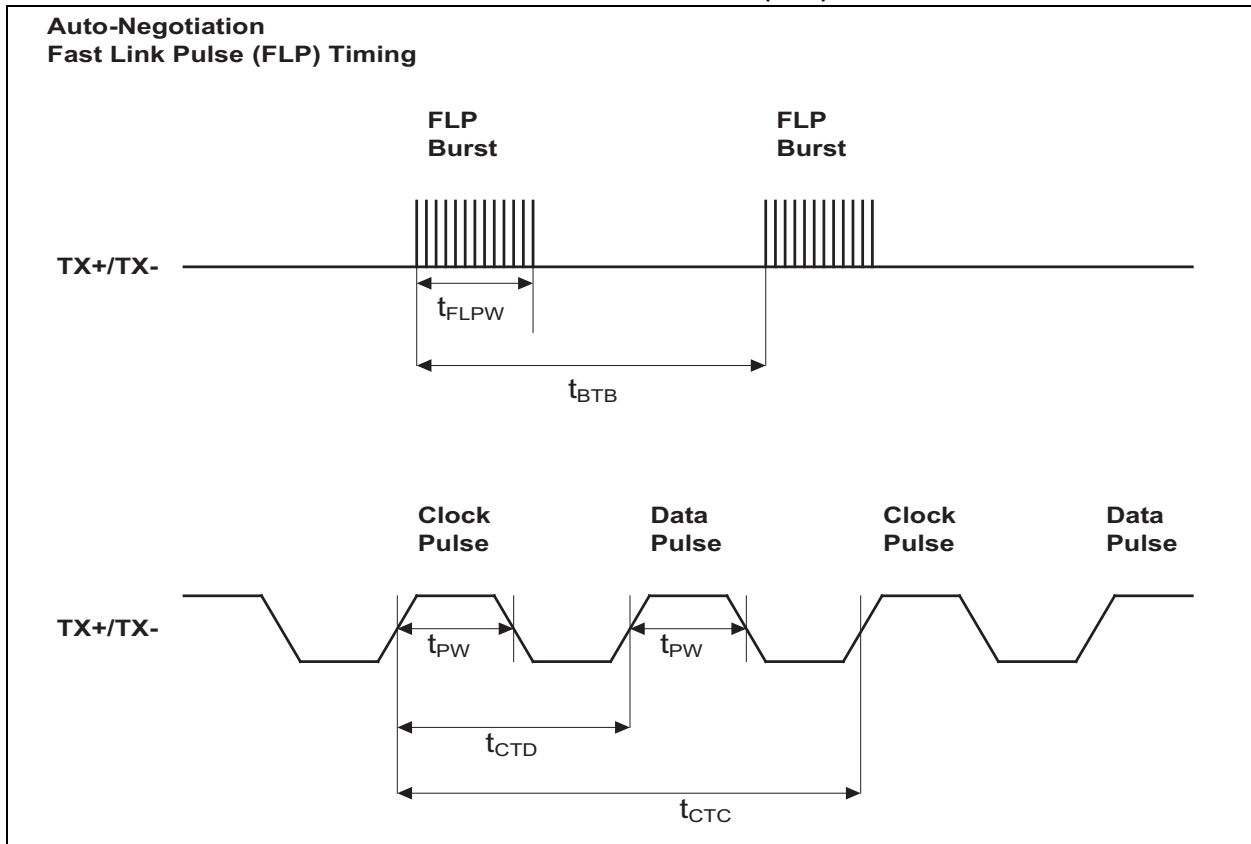 Auto-Negotiation
Fast Link Pulse (FLP) Timing
FLP
Burst
FLP
Burst
TX+/TX-
tFLPW
tBTB
Clock
Pulse
Data
Pulse
Clock
Pulse
Data
Pulse
TX+/TX-
tPW
tPW
tCTD
tCTC